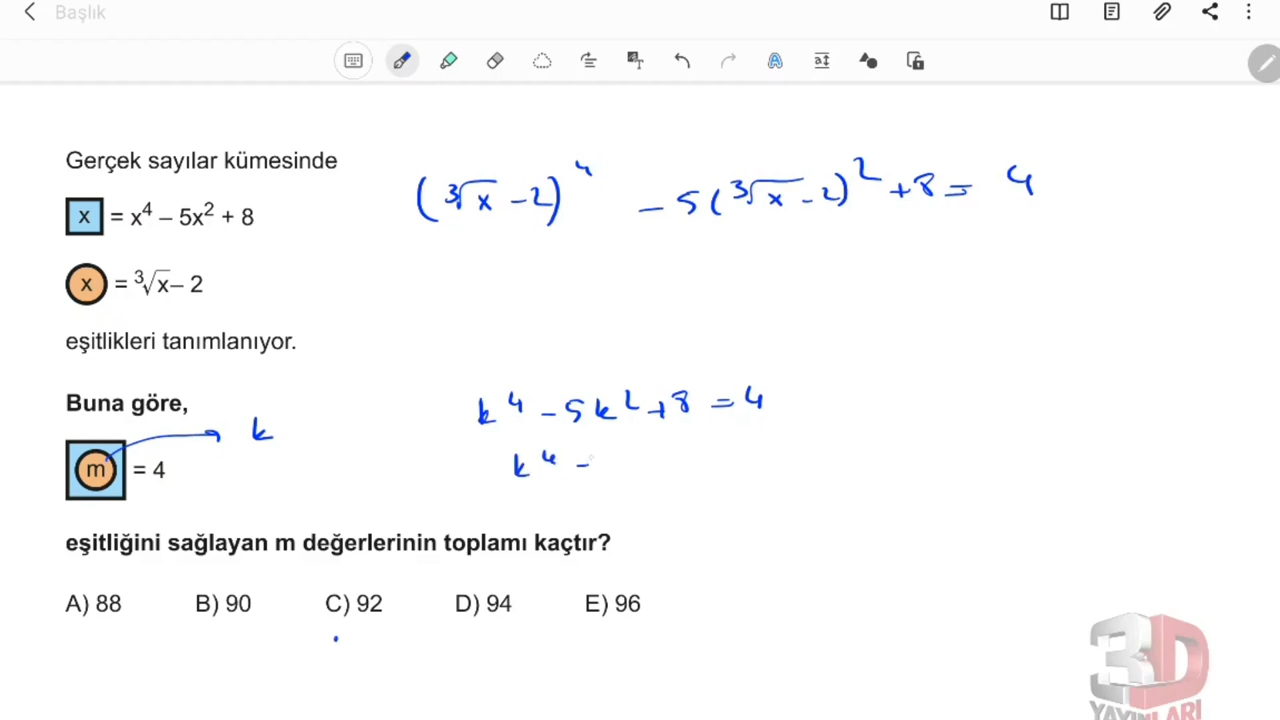 Başlık
Gerçek sayılar kümesinde
x = x⁴ – 5x² + 8
x = ³√x – 2
eşitlikleri tanımlanıyor.
Buna göre,
m = 4
eşitliğini sağlayan m değerlerinin toplamı kaçtır?
A) 88 B) 90 C) 92 D) 94 E) 96
(³√x - 2)⁴ - 5(³√x - 2)² + 8 = 4
k
k⁴ - 5k² + 8 = 4
k⁴ -
3D
YAYINLARI